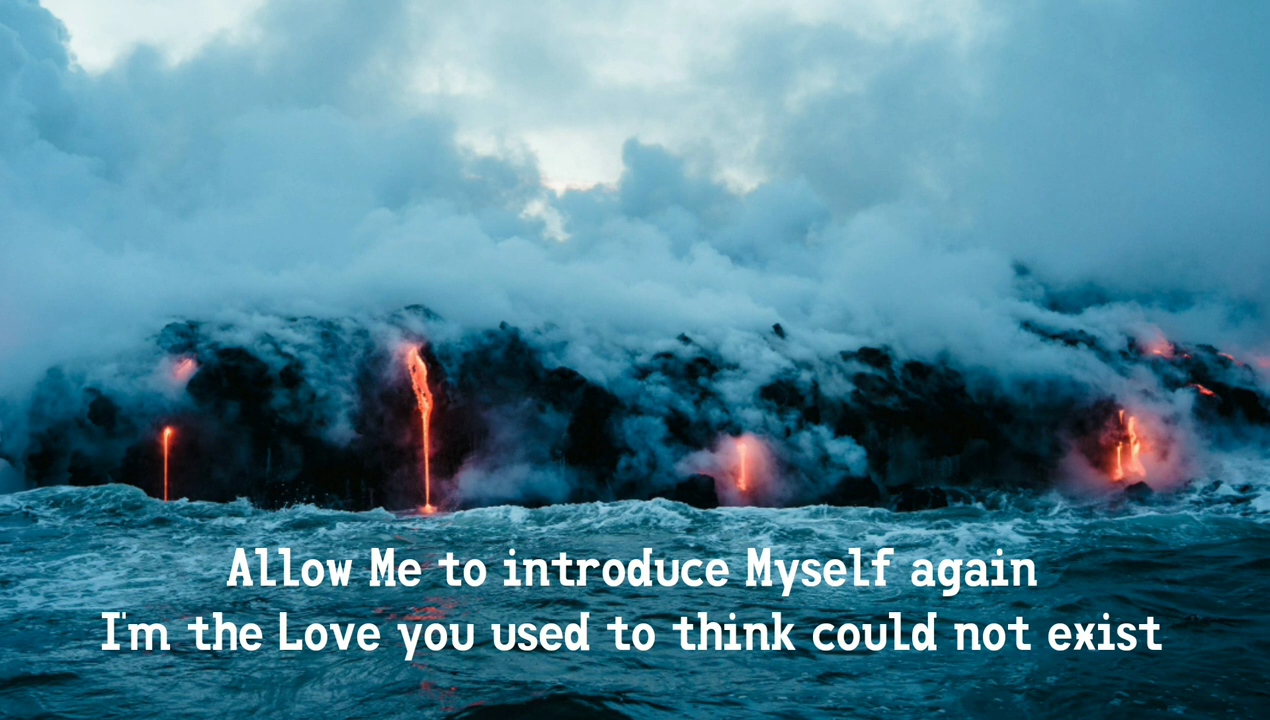 Allow Me to introduce Myself again
I'm the Love you used to think could not exist